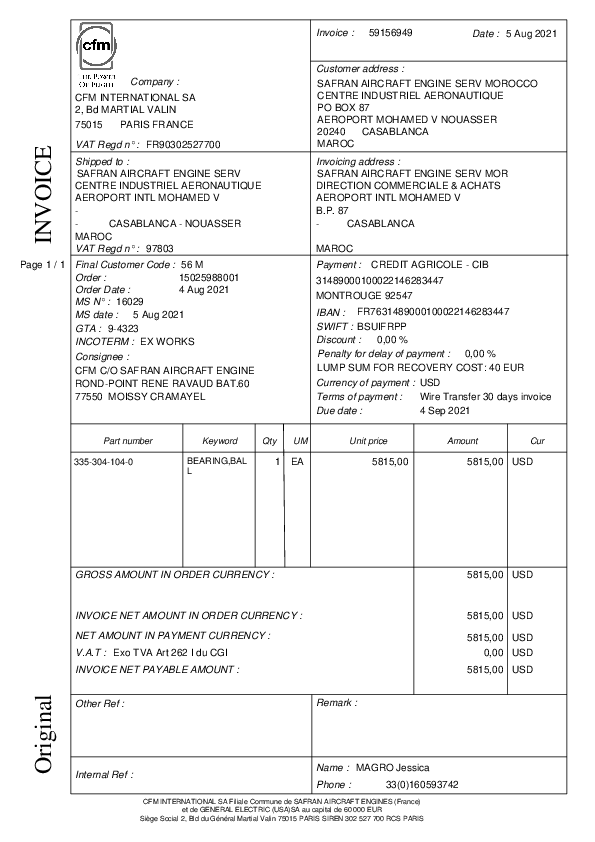 cfm
THE POWER
OF FLIGHT
INVOICE
Page 1 / 1
Original
Company :
CFM INTERNATIONAL SA
2, Bd MARTIAL VALIN
75015 PARIS FRANCE
VAT Regd n° : FR90302527700
Invoice : 59156949 Date : 5 Aug 2021
Customer address :
SAFRAN AIRCRAFT ENGINE SERV MOROCCO
CENTRE INDUSTRIEL AERONAUTIQUE
PO BOX 87
AEROPORT MOHAMED V NOUASSER
20240 CASABLANCA
MAROC
Shipped to :
SAFRAN AIRCRAFT ENGINE SERV
CENTRE INDUSTRIEL AERONAUTIQUE
AEROPORT INTL MOHAMED V
-
- CASABLANCA - NOUASSER
MAROC
VAT Regd n° : 97803
Invoicing address :
SAFRAN AIRCRAFT ENGINE SERV MOR
DIRECTION COMMERCIALE & ACHATS
AEROPORT INTL MOHAMED V
B.P. 87
- CASABLANCA
MAROC
Final Customer Code : 56 M
Order : 15025988001
Order Date : 4 Aug 2021
MS N° : 16029
MS date : 5 Aug 2021
GTA : 9-4323
INCOTERM : EX WORKS
Consignee :
CFM C/O SAFRAN AIRCRAFT ENGINE
ROND-POINT RENE RAVAUD BAT.60
77550 MOISSY CRAMAYEL
Payment : CREDIT AGRICOLE - CIB
31489000100022146283447
MONTROUGE 92547
IBAN : FR7631489000100022146283447
SWIFT : BSUIFRPP
Discount : 0,00 %
Penalty for delay of payment : 0,00 %
LUMP SUM FOR RECOVERY COST: 40 EUR
Currency of payment : USD
Terms of payment : Wire Transfer 30 days invoice
Due date : 4 Sep 2021
Part number Keyword Qty UM Unit price Amount Cur
335-304-104-0 BEARING,BAL 1 EA 5815,00 5815,00 USD
L
GROSS AMOUNT IN ORDER CURRENCY : 5815,00 USD
INVOICE NET AMOUNT IN ORDER CURRENCY : 5815,00 USD
NET AMOUNT IN PAYMENT CURRENCY : 5815,00 USD
V.A.T : Exo TVA Art 262 I du CGI 0,00 USD
INVOICE NET PAYABLE AMOUNT : 5815,00 USD
Other Ref :
Remark :
Internal Ref :
Name : MAGRO Jessica
Phone : 33(0)160593742
CFM INTERNATIONAL SA Filiale Commune de SAFRAN AIRCRAFT ENGINES (France)
et de GENERAL ELECTRIC (USA)SA au capital de 60000 EUR
Siège Social 2, Bld du Général Martial Valin 75015 PARIS SIREN 302 527 700 RCS PARIS